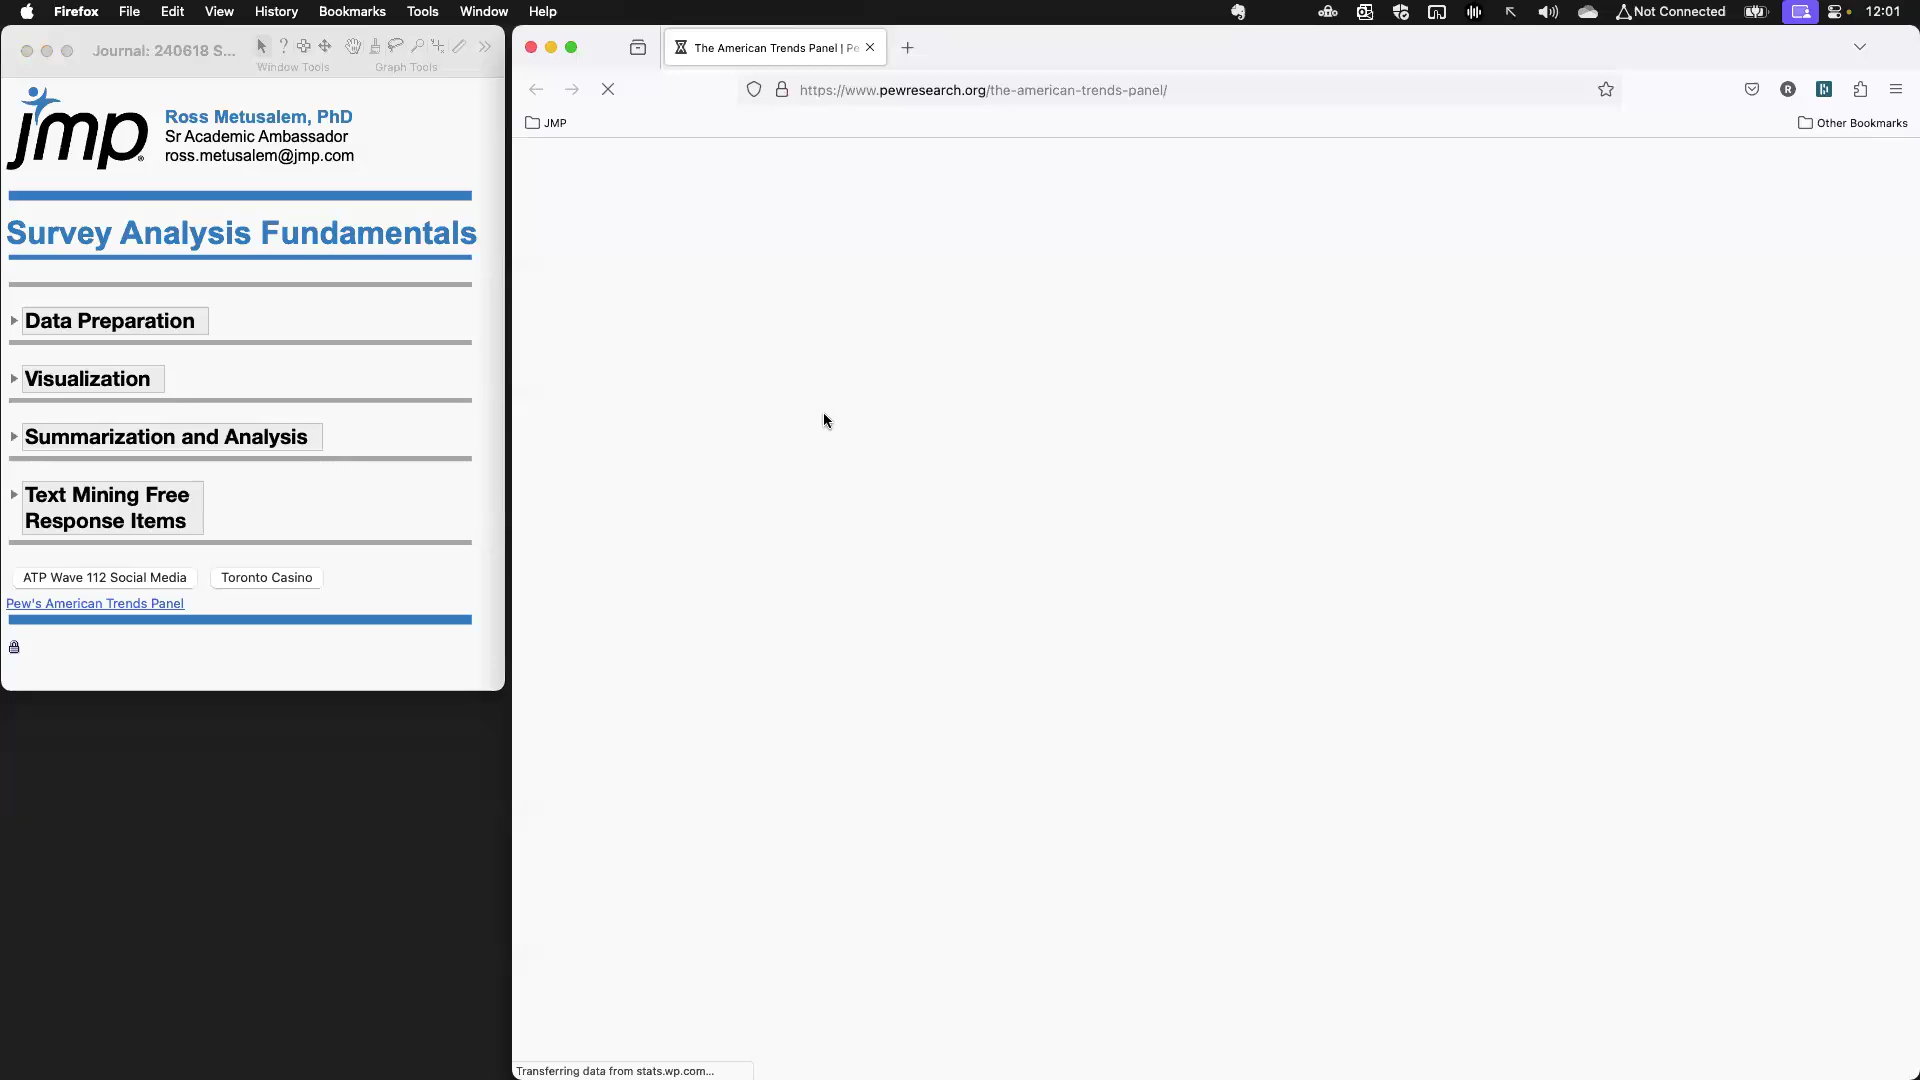 Firefox File Edit View History Bookmarks Tools Window Help Not Connected 12:01
Journal: 240618 S...
Window Tools Graph Tools
jmp
Ross Metusalem, PhD
Sr Academic Ambassador
ross.metusalem@jmp.com
Survey Analysis Fundamentals
Data Preparation
Visualization
Summarization and Analysis
Text Mining Free
Response Items
ATP Wave 112 Social Media Toronto Casino
Pew's American Trends Panel
The American Trends Panel | Pe
https://www.pewresearch.org/the-american-trends-panel/
R
JMP Other Bookmarks
Transferring data from stats.wp.com...